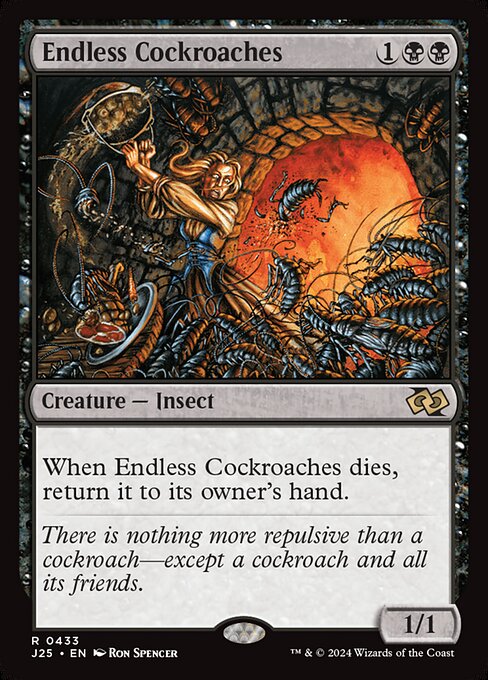 Endless Cockroaches 1
Creature — Insect
When Endless Cockroaches dies,
return it to its owner's hand.
There is nothing more repulsive than a
cockroach—except a cockroach and all
its friends.
1/1
R 0433
J25 • EN Ron Spencer
™ & © 2024 Wizards of the Coast